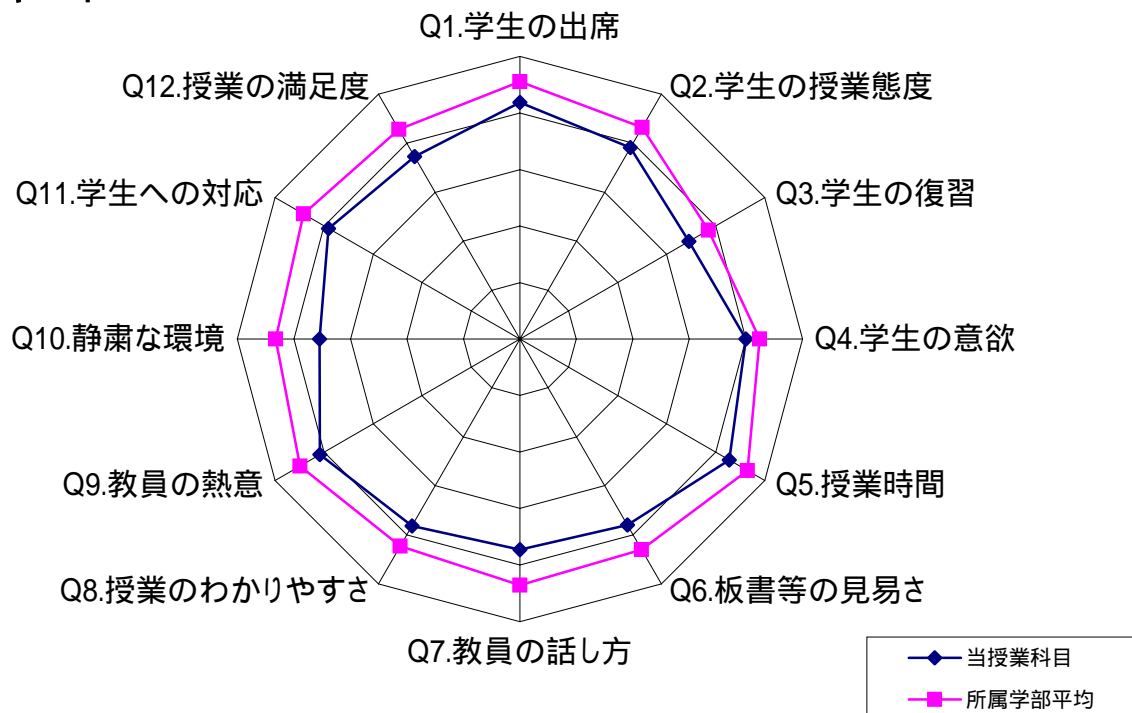 Q1.学生の出席
Q2.学生の授業態度
Q3.学生の復習
Q4.学生の意欲
Q5.授業時間
Q6.板書等の見易さ
Q7.教員の話し方
Q8.授業のわかりやすさ
Q9.教員の熱意
Q10.静粛な環境
Q11.学生への対応
Q12.授業の満足度
当授業科目
所属学部平均